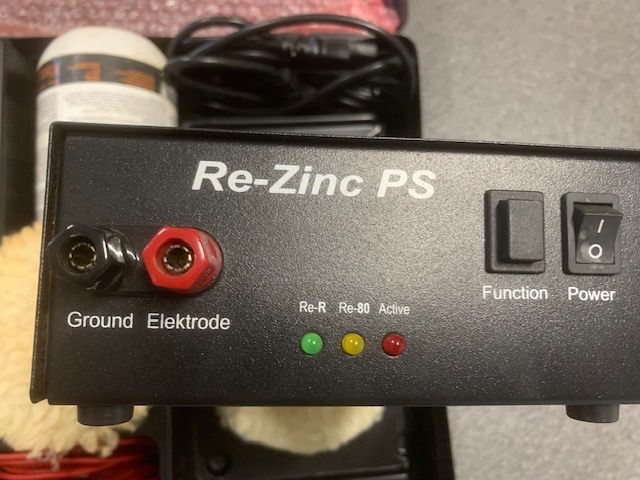 Re-Zinc PS
Ground Elektrode
Re-R Re-80 Active
Function Power
I
O